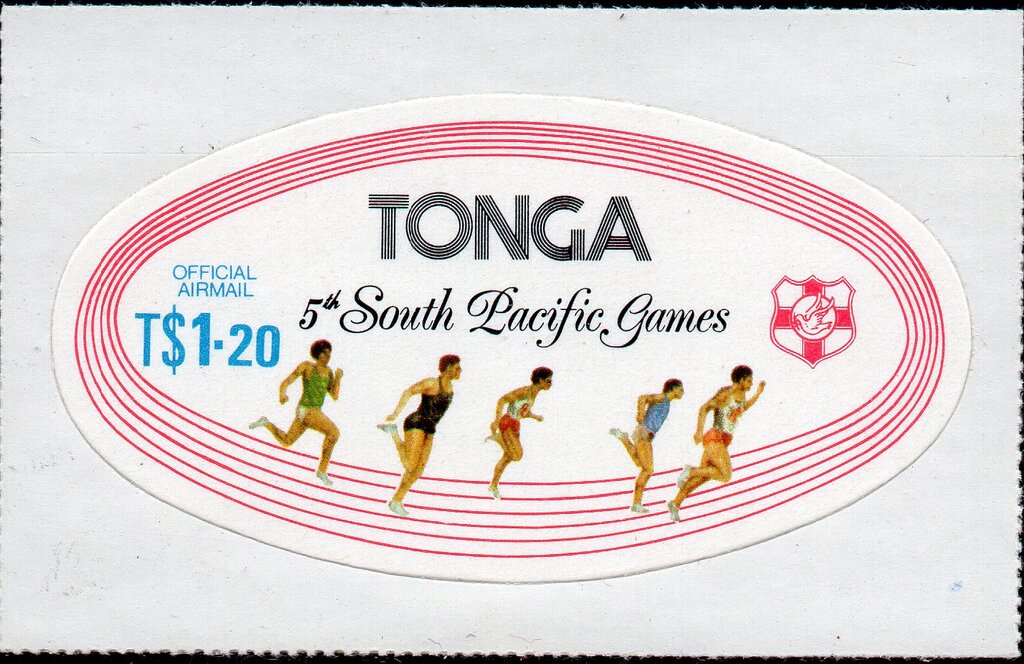 TONGA
OFFICIAL
AIRMAIL
T$1·20
5th South Pacific Games